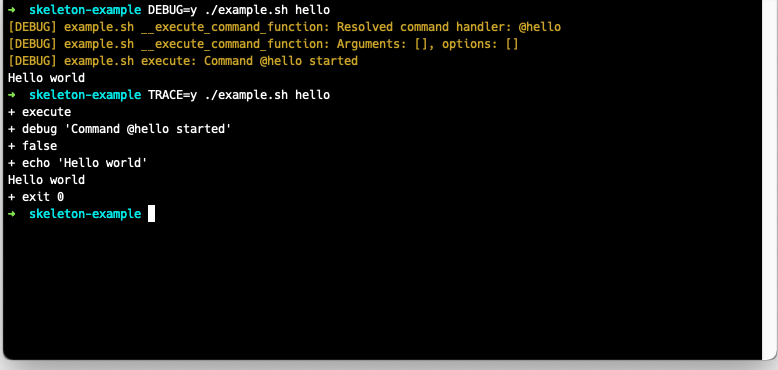 ➜  skeleton-example DEBUG=y ./example.sh hello
[DEBUG] example.sh __execute_command_function: Resolved command handler: @hello
[DEBUG] example.sh __execute_command_function: Arguments: [], options: []
[DEBUG] example.sh execute: Command @hello started
Hello world
➜  skeleton-example TRACE=y ./example.sh hello
+ execute
+ debug 'Command @hello started'
+ false
+ echo 'Hello world'
Hello world
+ exit 0
➜  skeleton-example